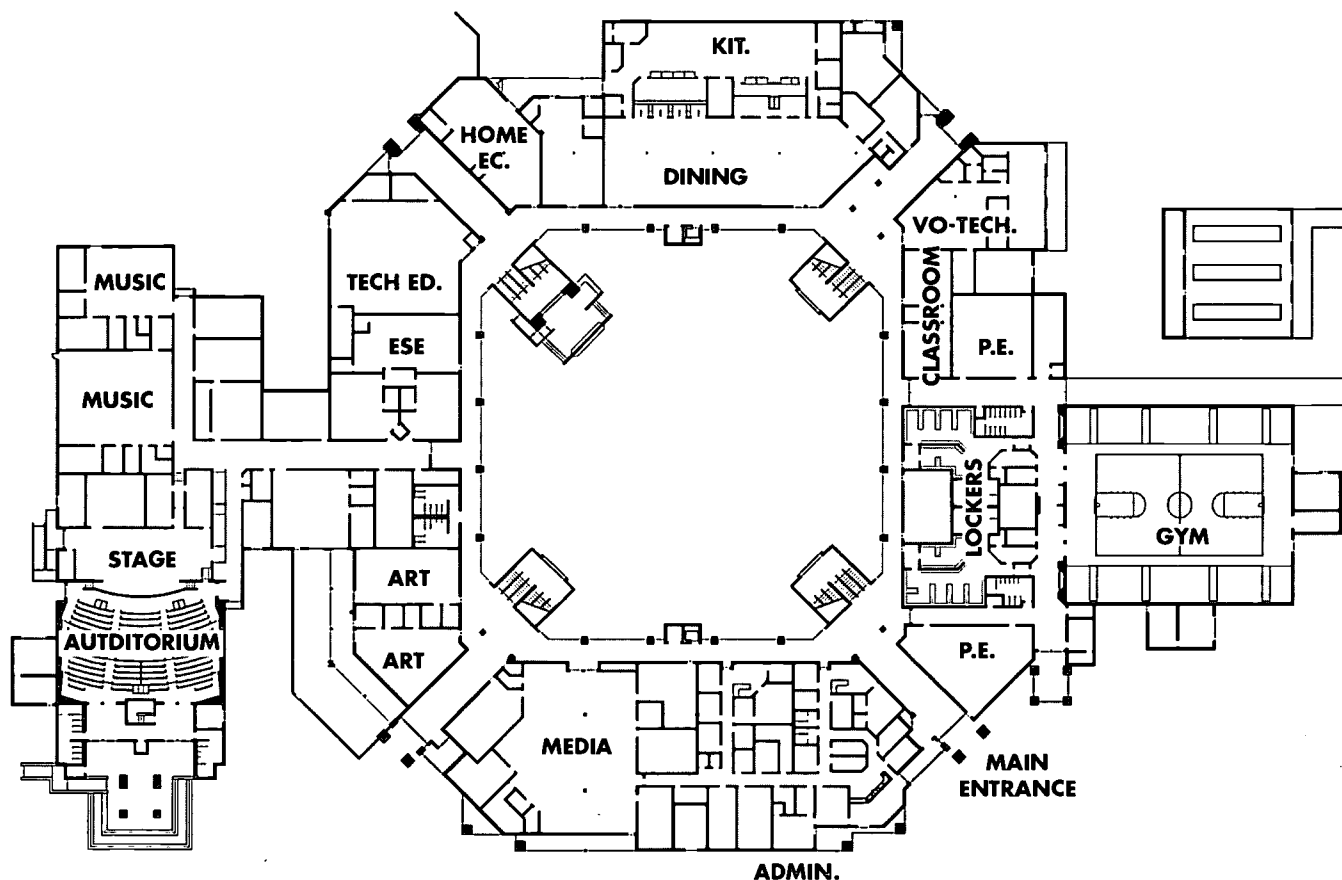 KIT.
HOME
EC.
DINING
VO-TECH.
MUSIC
TECH ED.
CLASSROOM
ESE
P.E.
MUSIC
LOCKERS
GYM
STAGE
ART
AUTDITORIUM
ART
P.E.
MEDIA
MAIN
ENTRANCE
ADMIN.